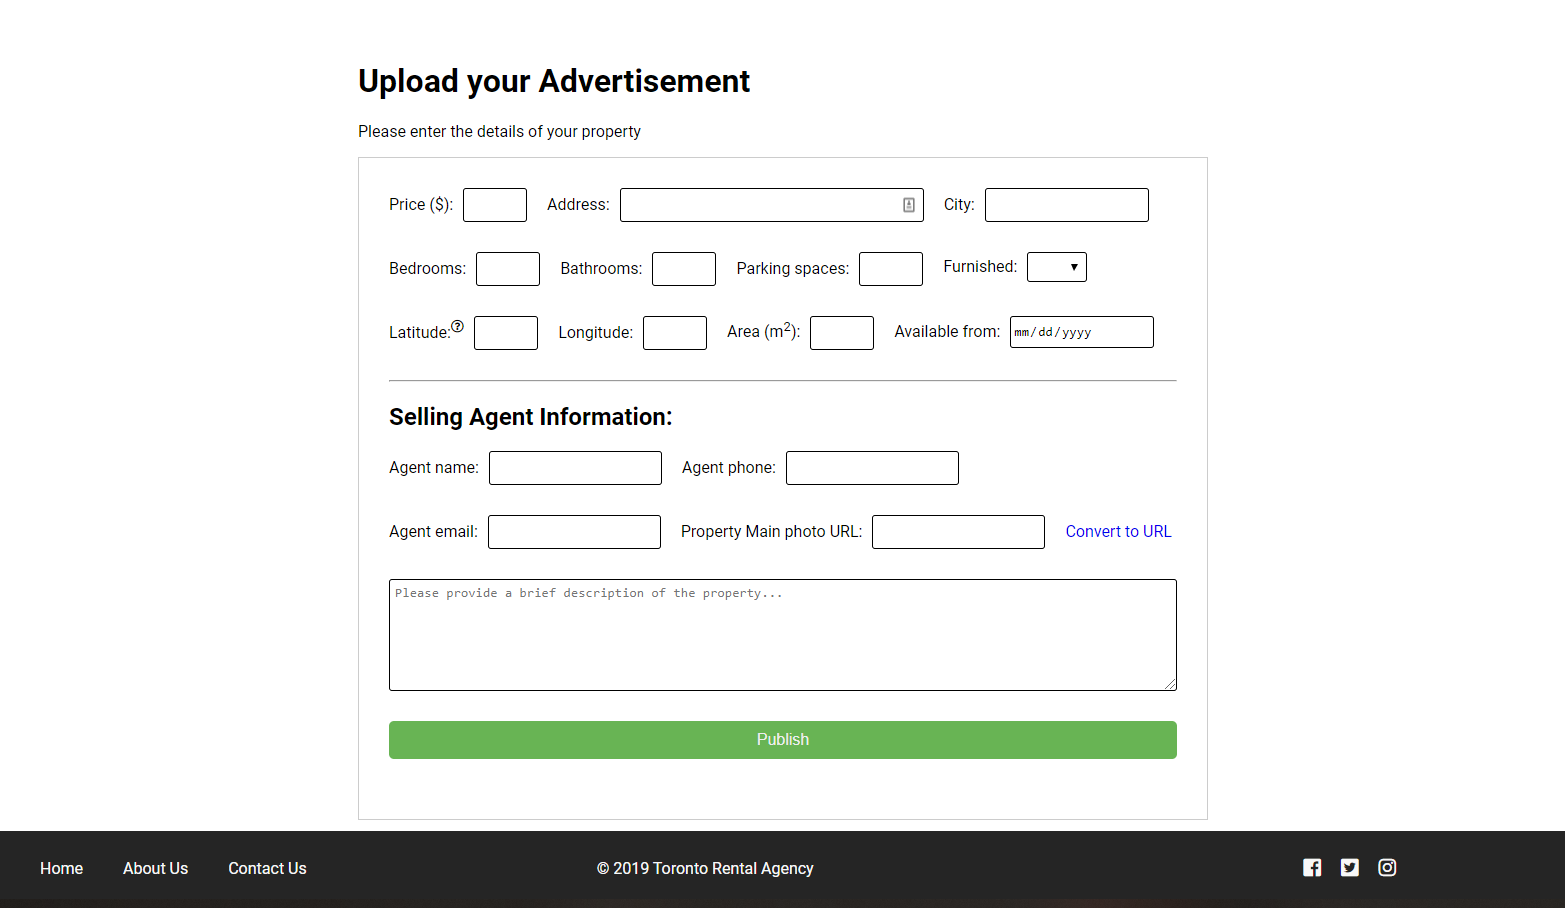 Upload your Advertisement
Please enter the details of your property
Price ($): Address: City:
Bedrooms: Bathrooms: Parking spaces: Furnished:
Latitude:? Longitude: Area (m²): Available from: mm/dd/yyyy
Selling Agent Information:
Agent name: Agent phone:
Agent email: Property Main photo URL: Convert to URL
Please provide a brief description of the property...
Publish
Home About Us Contact Us © 2019 Toronto Rental Agency